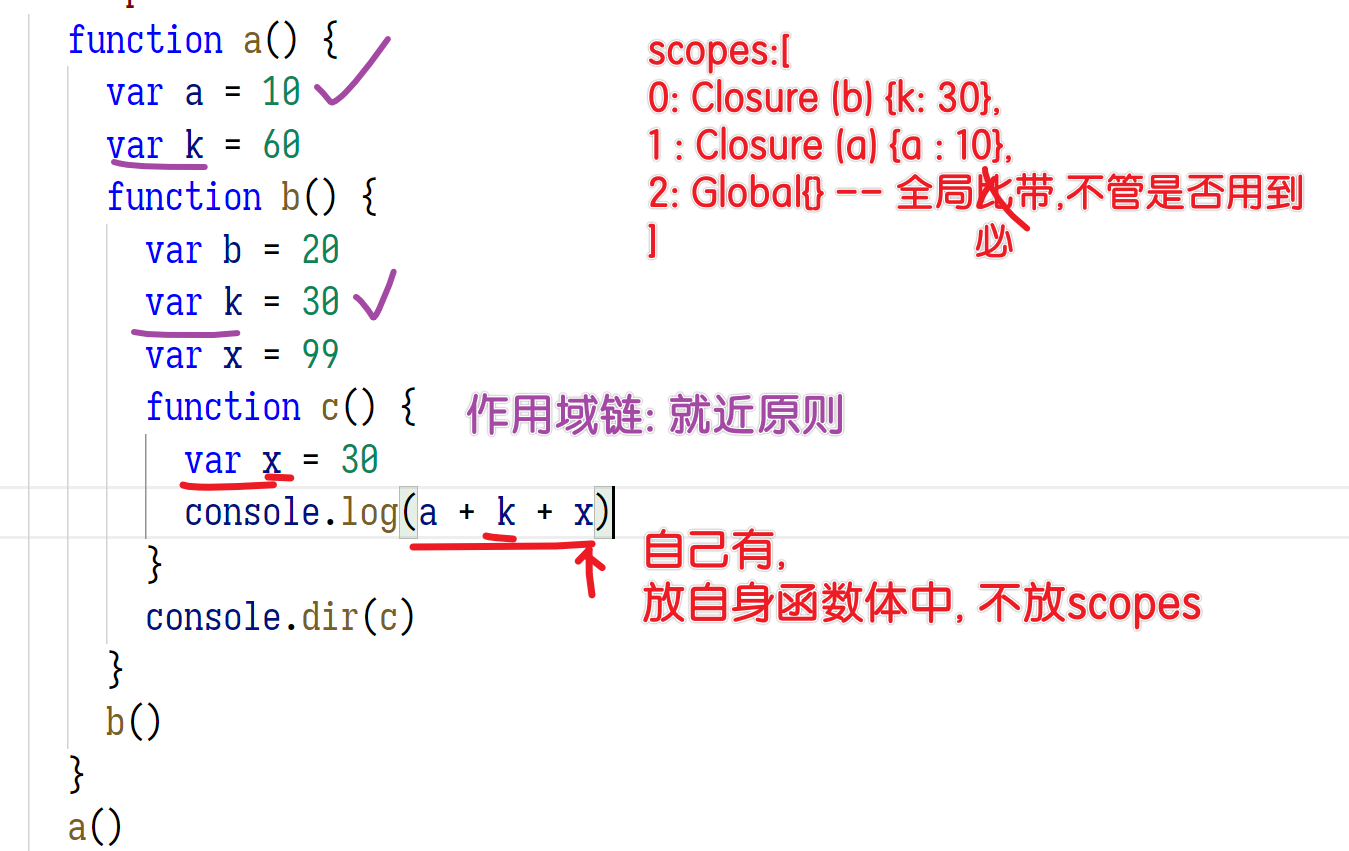 function a() {
var a = 10
var k = 60
function b() {
var b = 20
var k = 30
var x = 99
function c() {
var x = 30
console.log(a + k + x)
}
console.dir(c)
}
b()
}
a()
scopes:[
0: Closure (b) {k: 30},
1 : Closure (a) {a : 10},
2: Global{} -- 全局比带,不管是否用到
必
]
作用域链: 就近原则
自己有,
放自身函数体中, 不放scopes